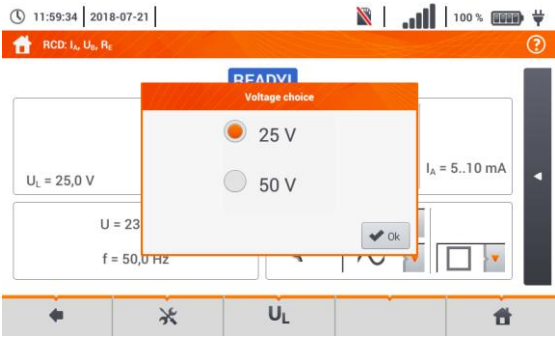 11:59:34 2018-07-21 100 %
RCD: IA, UB, RE
READY!
Voltage choice
25 V
50 V
Ok
UL = 25,0 V
IA = 5..10 mA
U = 23
f = 50,0 Hz
UL